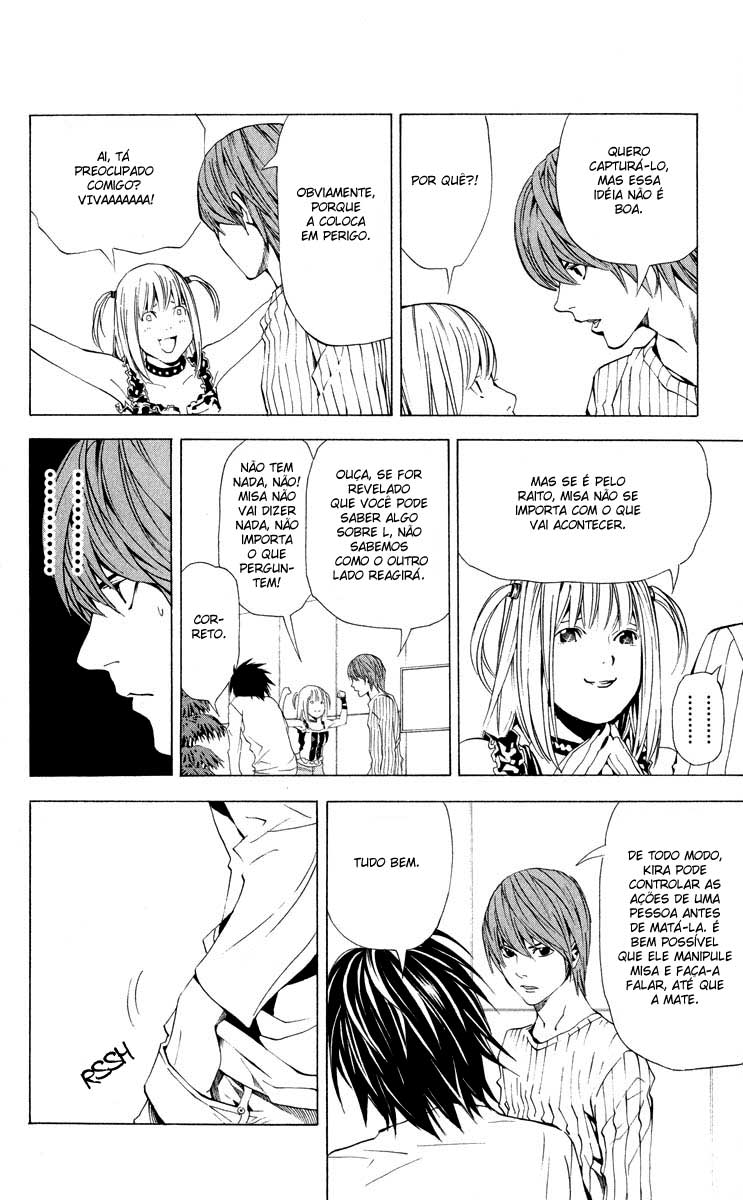 QUERO
CAPTURÁ-LO,
MAS ESSA
IDÉIA NÃO É
BOA.
POR QUÊ?!
OBVIAMENTE,
PORQUE
A COLOCA
EM PERIGO.
AI, TÁ
PREOCUPADO
COMIGO?
VIVAAAAAAA!
MAS SE É PELO
RAITO, MISA NÃO SE
IMPORTA COM O QUE
VAI ACONTECER.
OUÇA, SE FOR
REVELADO
QUE VOCÊ PODE
SABER ALGO
SOBRE L, NÃO
SABEMOS
COMO O OUTRO
LADO REAGIRÁ.
NÃO TEM
NADA, NÃO!
MISA NÃO
VAI DIZER
NADA, NÃO
IMPORTA
O QUE
PERGUN-
TEM!
COR-
RETO.
DE TODO MODO,
KIRA PODE
CONTROLAR AS
AÇÕES DE UMA
PESSOA ANTES
DE MATÁ-LA. É
BEM POSSÍVEL
QUE ELE MANIPULE
MISA E FAÇA-A
FALAR, ATÉ QUE
A MATE.
TUDO BEM.
RSSH